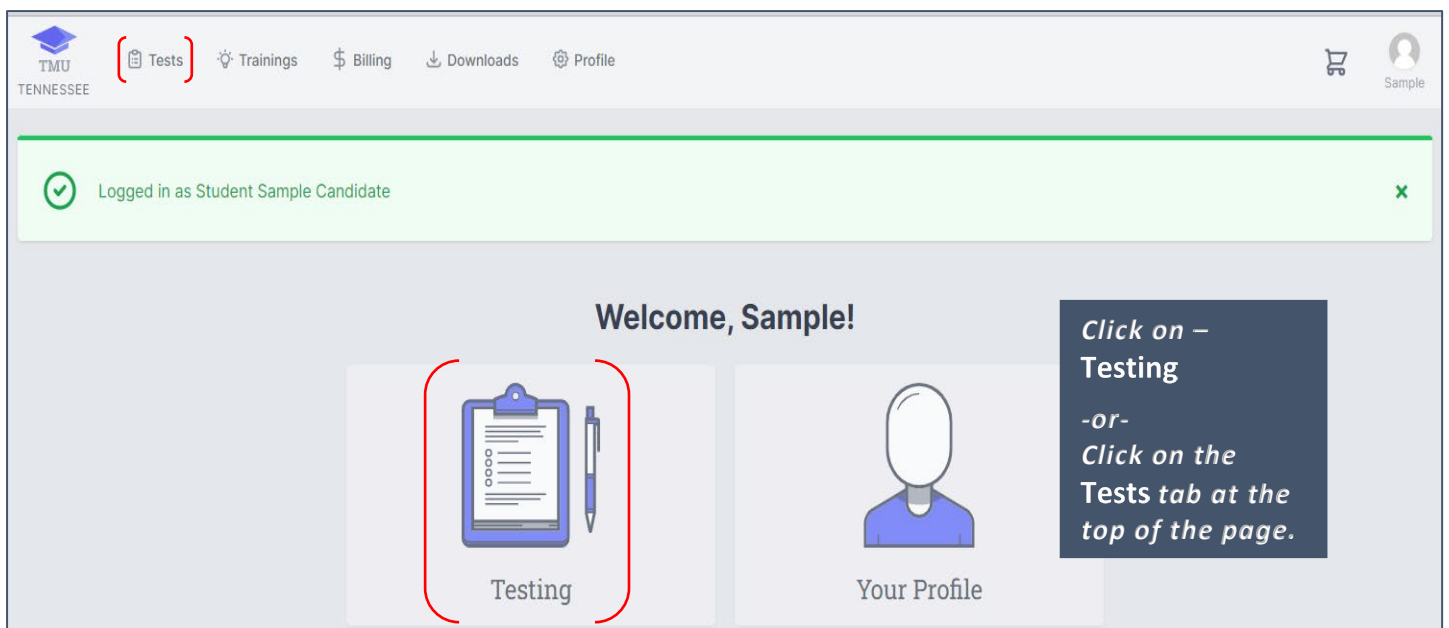 TMU
TENNESSEE
Tests
Trainings
$ Billing
Downloads
Profile
Sample
Logged in as Student Sample Candidate
Welcome, Sample!
Click on –
Testing
-or-
Click on the
Tests tab at the
top of the page.
Testing
Your Profile